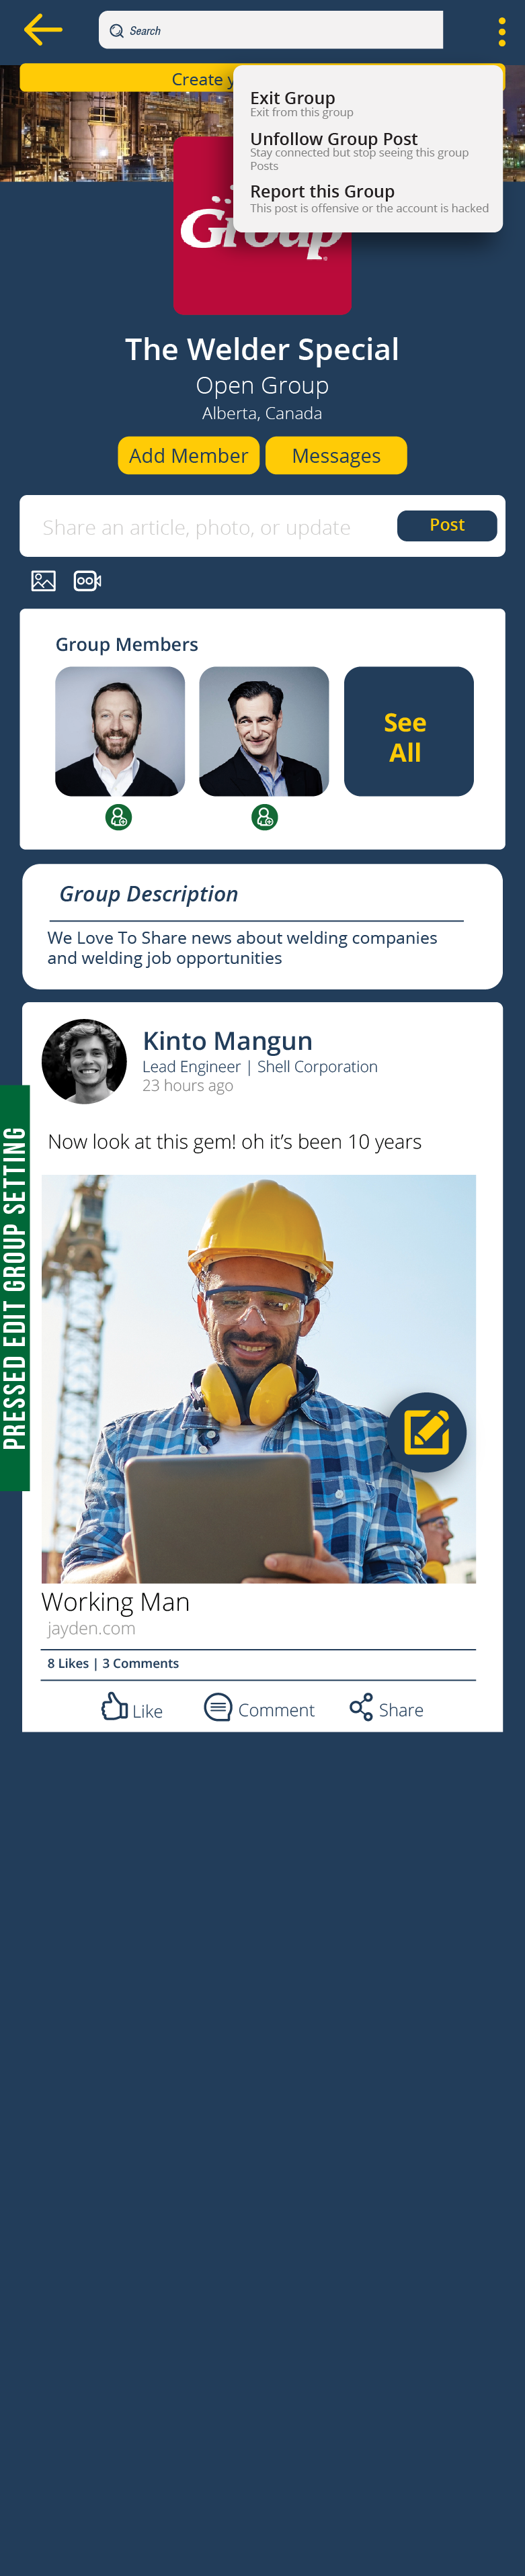 Search
Create y
Exit Group
Exit from this group
Unfollow Group Post
Stay connected but stop seeing this group
Posts
Report this Group
This post is offensive or the account is hacked
Group
The Welder Special
Open Group
Alberta, Canada
Add Member
Messages
Share an article, photo, or update
Post
Group Members
See
All
Group Description
We Love To Share news about welding companies
and welding job opportunities
Kinto Mangun
Lead Engineer | Shell Corporation
23 hours ago
Now look at this gem! oh it’s been 10 years
PRESSED EDIT GROUP SETTING
Working Man
jayden.com
8 Likes | 3 Comments
Like
Comment
Share